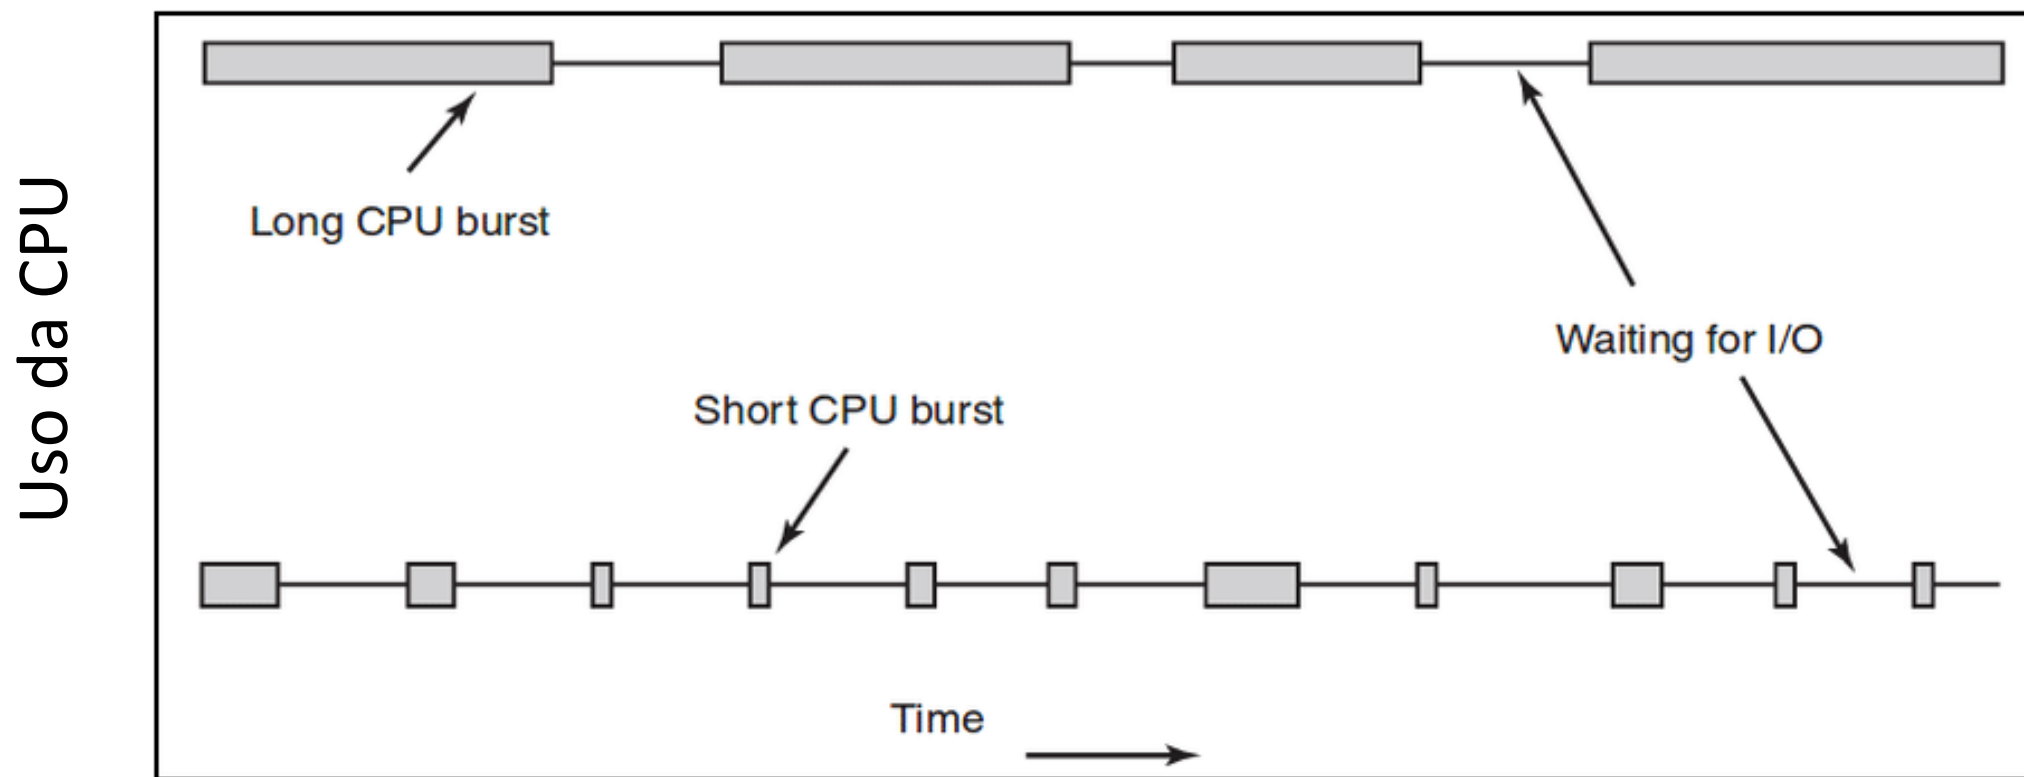 Uso da CPU
Long CPU burst
Waiting for I/O
Short CPU burst
Time